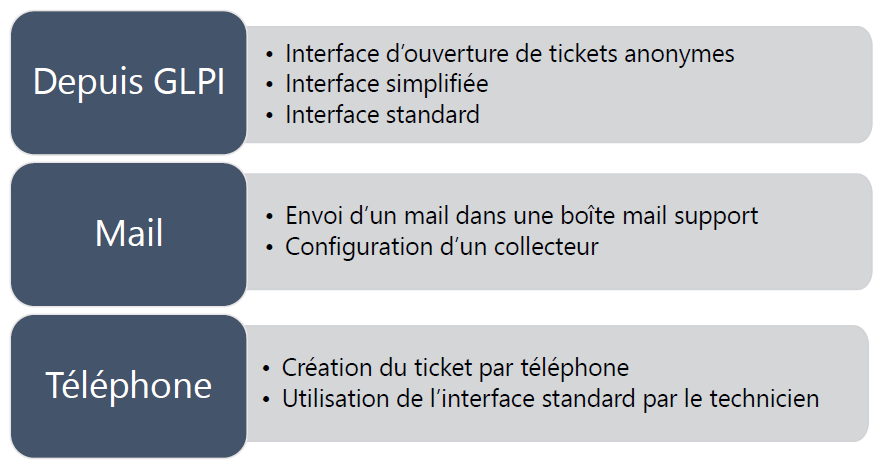 Depuis GLPI
• Interface d’ouverture de tickets anonymes
• Interface simplifiée
• Interface standard
Mail
• Envoi d’un mail dans une boîte mail support
• Configuration d’un collecteur
Téléphone
• Création du ticket par téléphone
• Utilisation de l’interface standard par le technicien